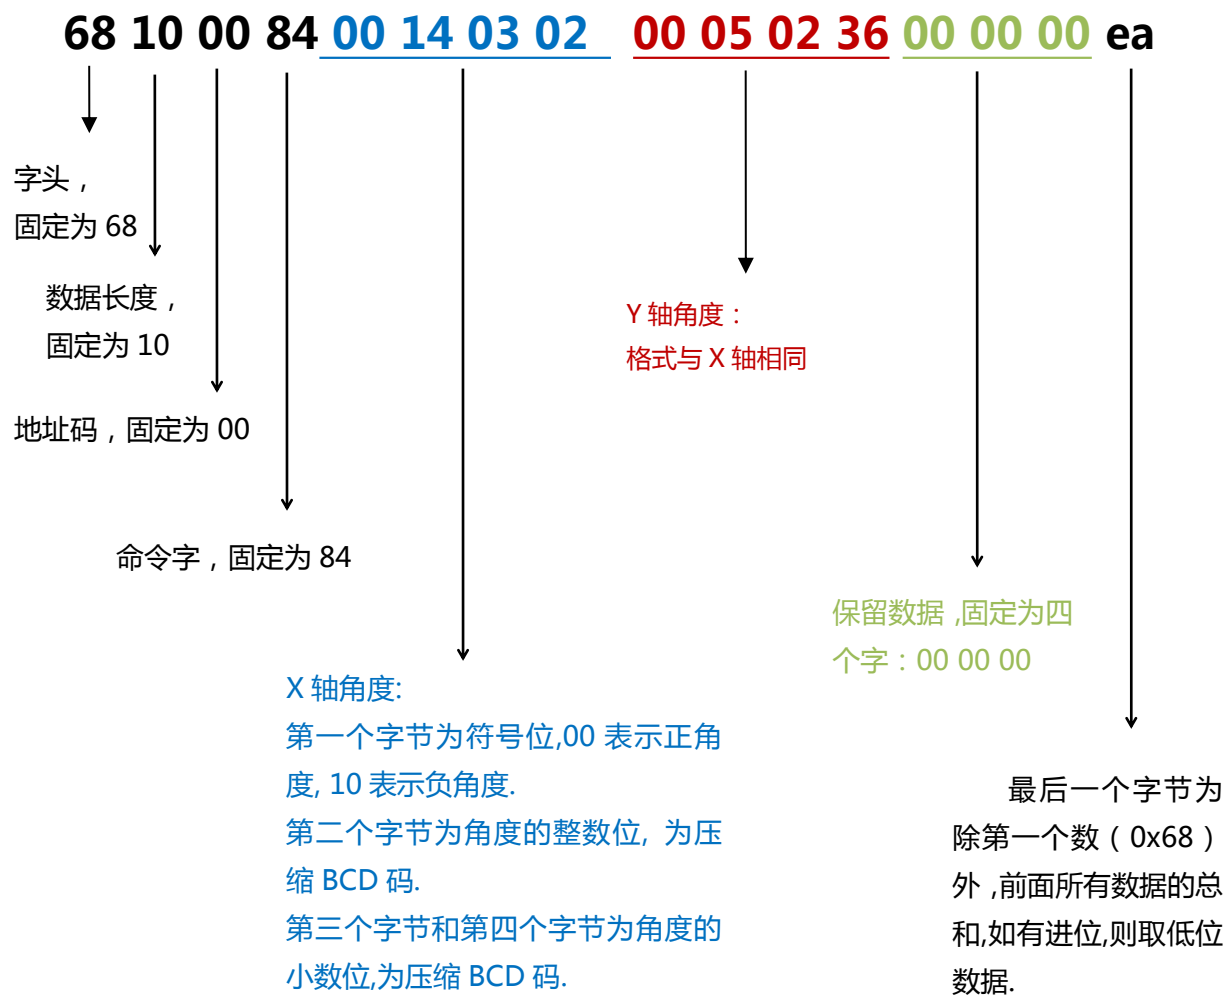 68 10 00 84 00 14 03 02 00 05 02 36 00 00 00 ea
字头，
固定为 68
数据长度，
固定为 10
地址码，固定为 00
命令字，固定为 84
X 轴角度:
第一个字节为符号位,00 表示正角
度, 10 表示负角度.
第二个字节为角度的整数位, 为压
缩 BCD 码.
第三个字节和第四个字节为角度的
小数位,为压缩 BCD 码.
Y 轴角度：
格式与 X 轴相同
保留数据 ,固定为四
个字：00 00 00
最后一个字节为
除第一个数（0x68）
外 ,前面所有数据的总
和,如有进位,则取低位
数据.